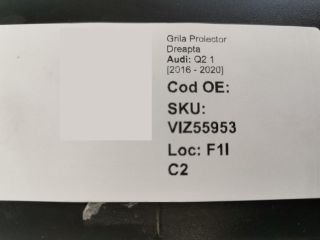 Grila Proiector
Dreapta
Audi: Q2 1
[2016 - 2020]
Cod OE:
SKU:
VIZ55953
Loc: F1I
C2